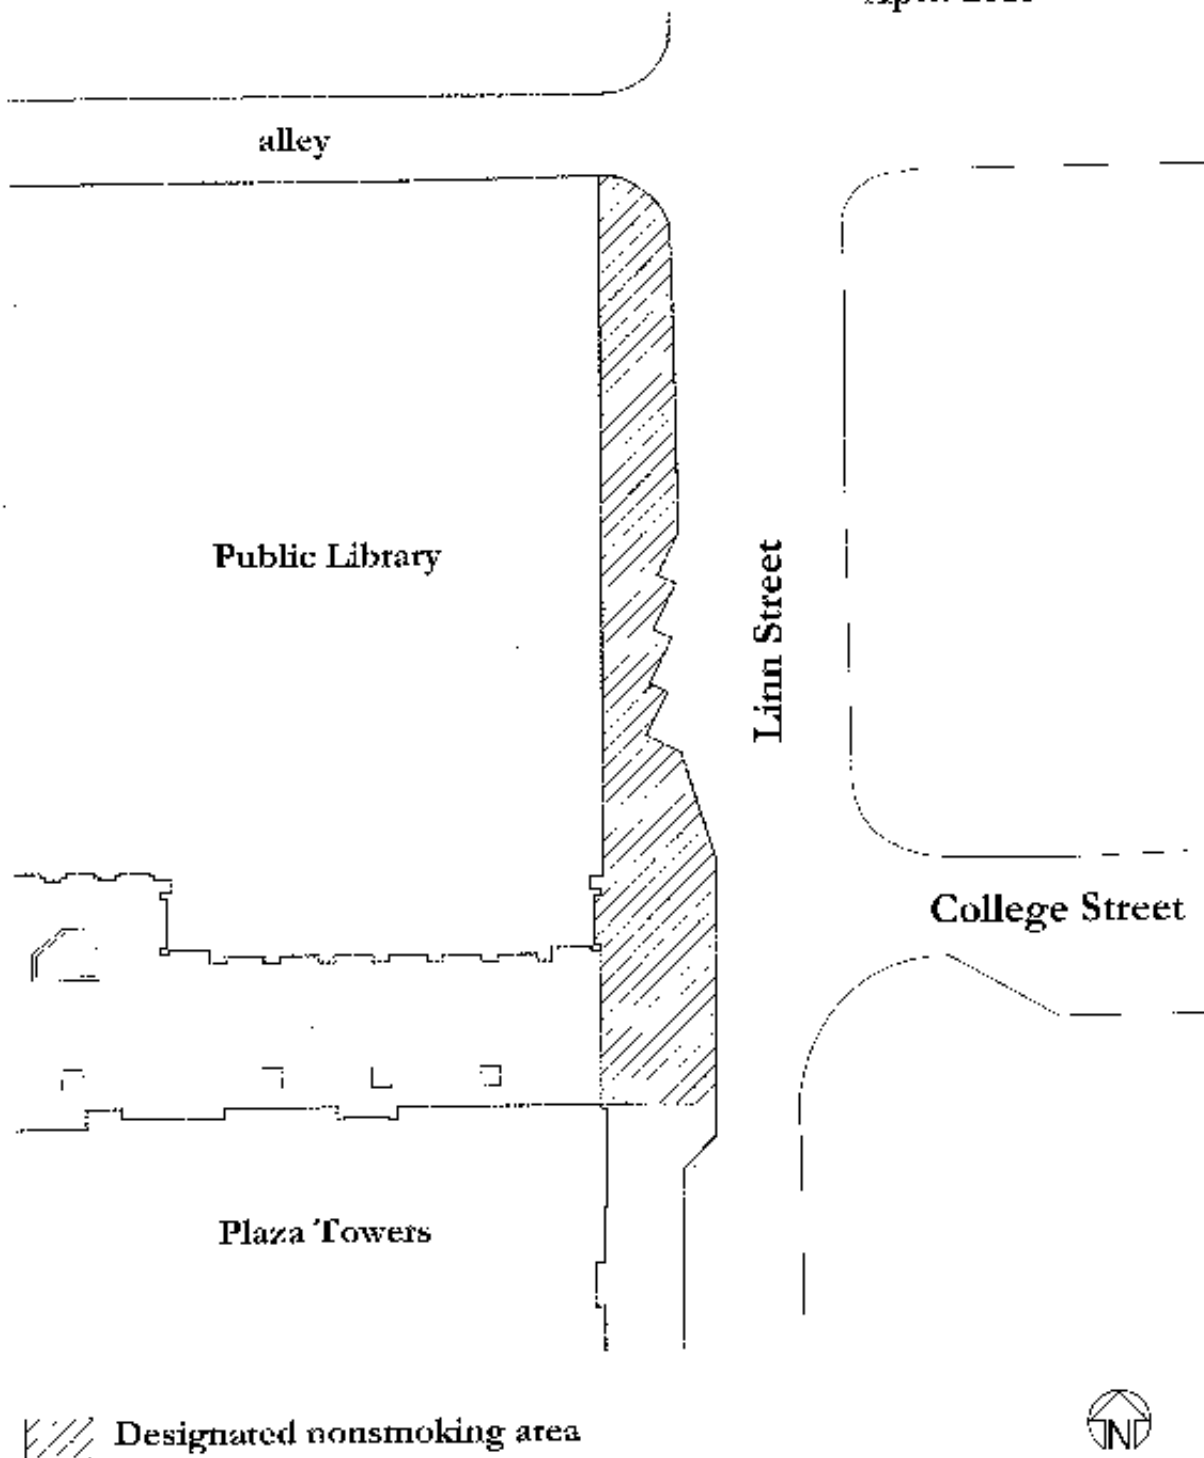 alley
Public Library
Linn Street
College Street
Plaza Towers
Designated nonsmoking area
N